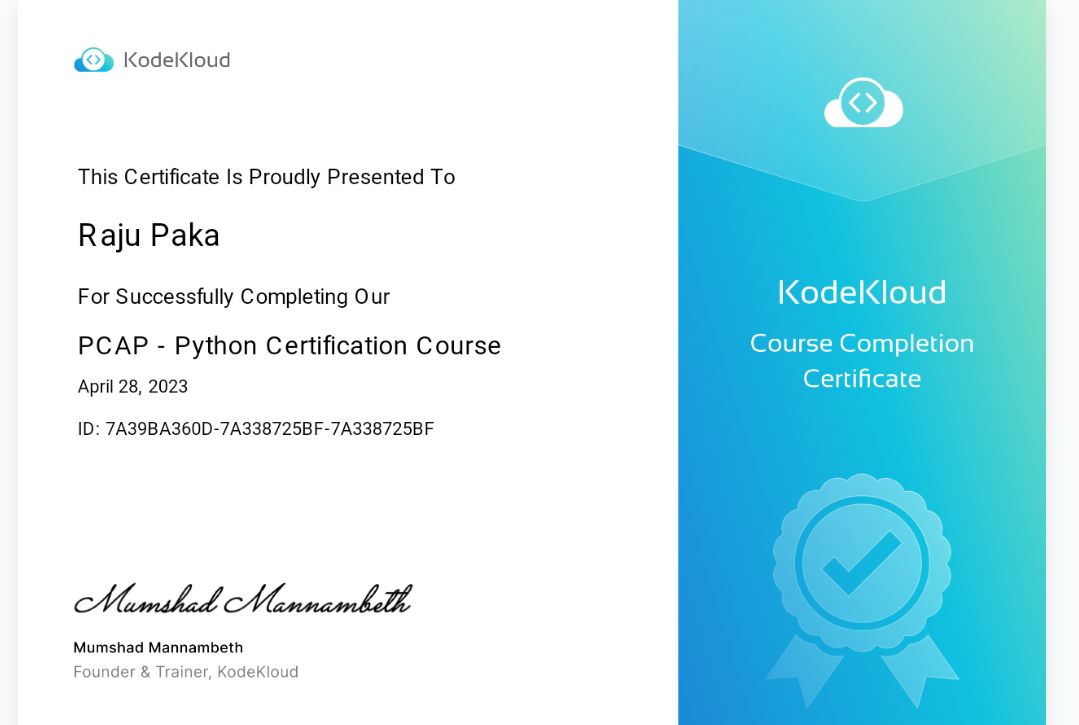 KodeKloud
This Certificate Is Proudly Presented To
Raju Paka
For Successfully Completing Our
PCAP - Python Certification Course
April 28, 2023
ID: 7A39BA360D-7A338725BF-7A338725BF
Mumshad Mannambeth
Mumshad Mannambeth
Founder & Trainer, KodeKloud
KodeKloud
Course Completion
Certificate